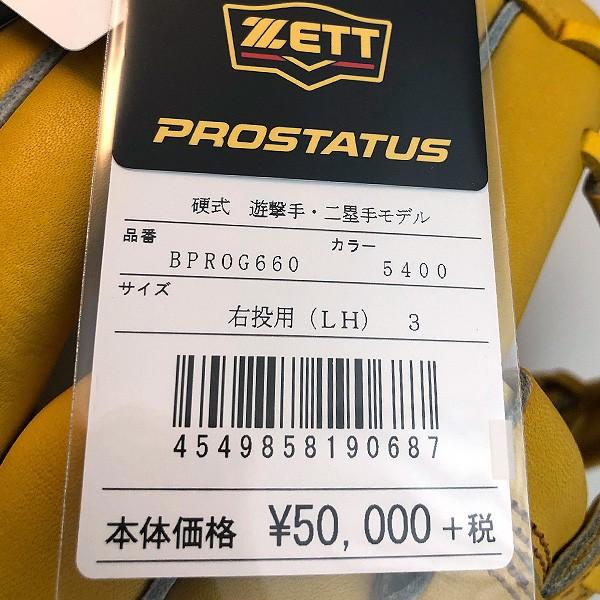 ZETT
PROSTATUS
硬式 遊撃手・二塁手モデル
品番 カラー
BPROG660 5400
サイズ
右投用(LH) 3
4549858190687
本体価格 ¥50,000+税